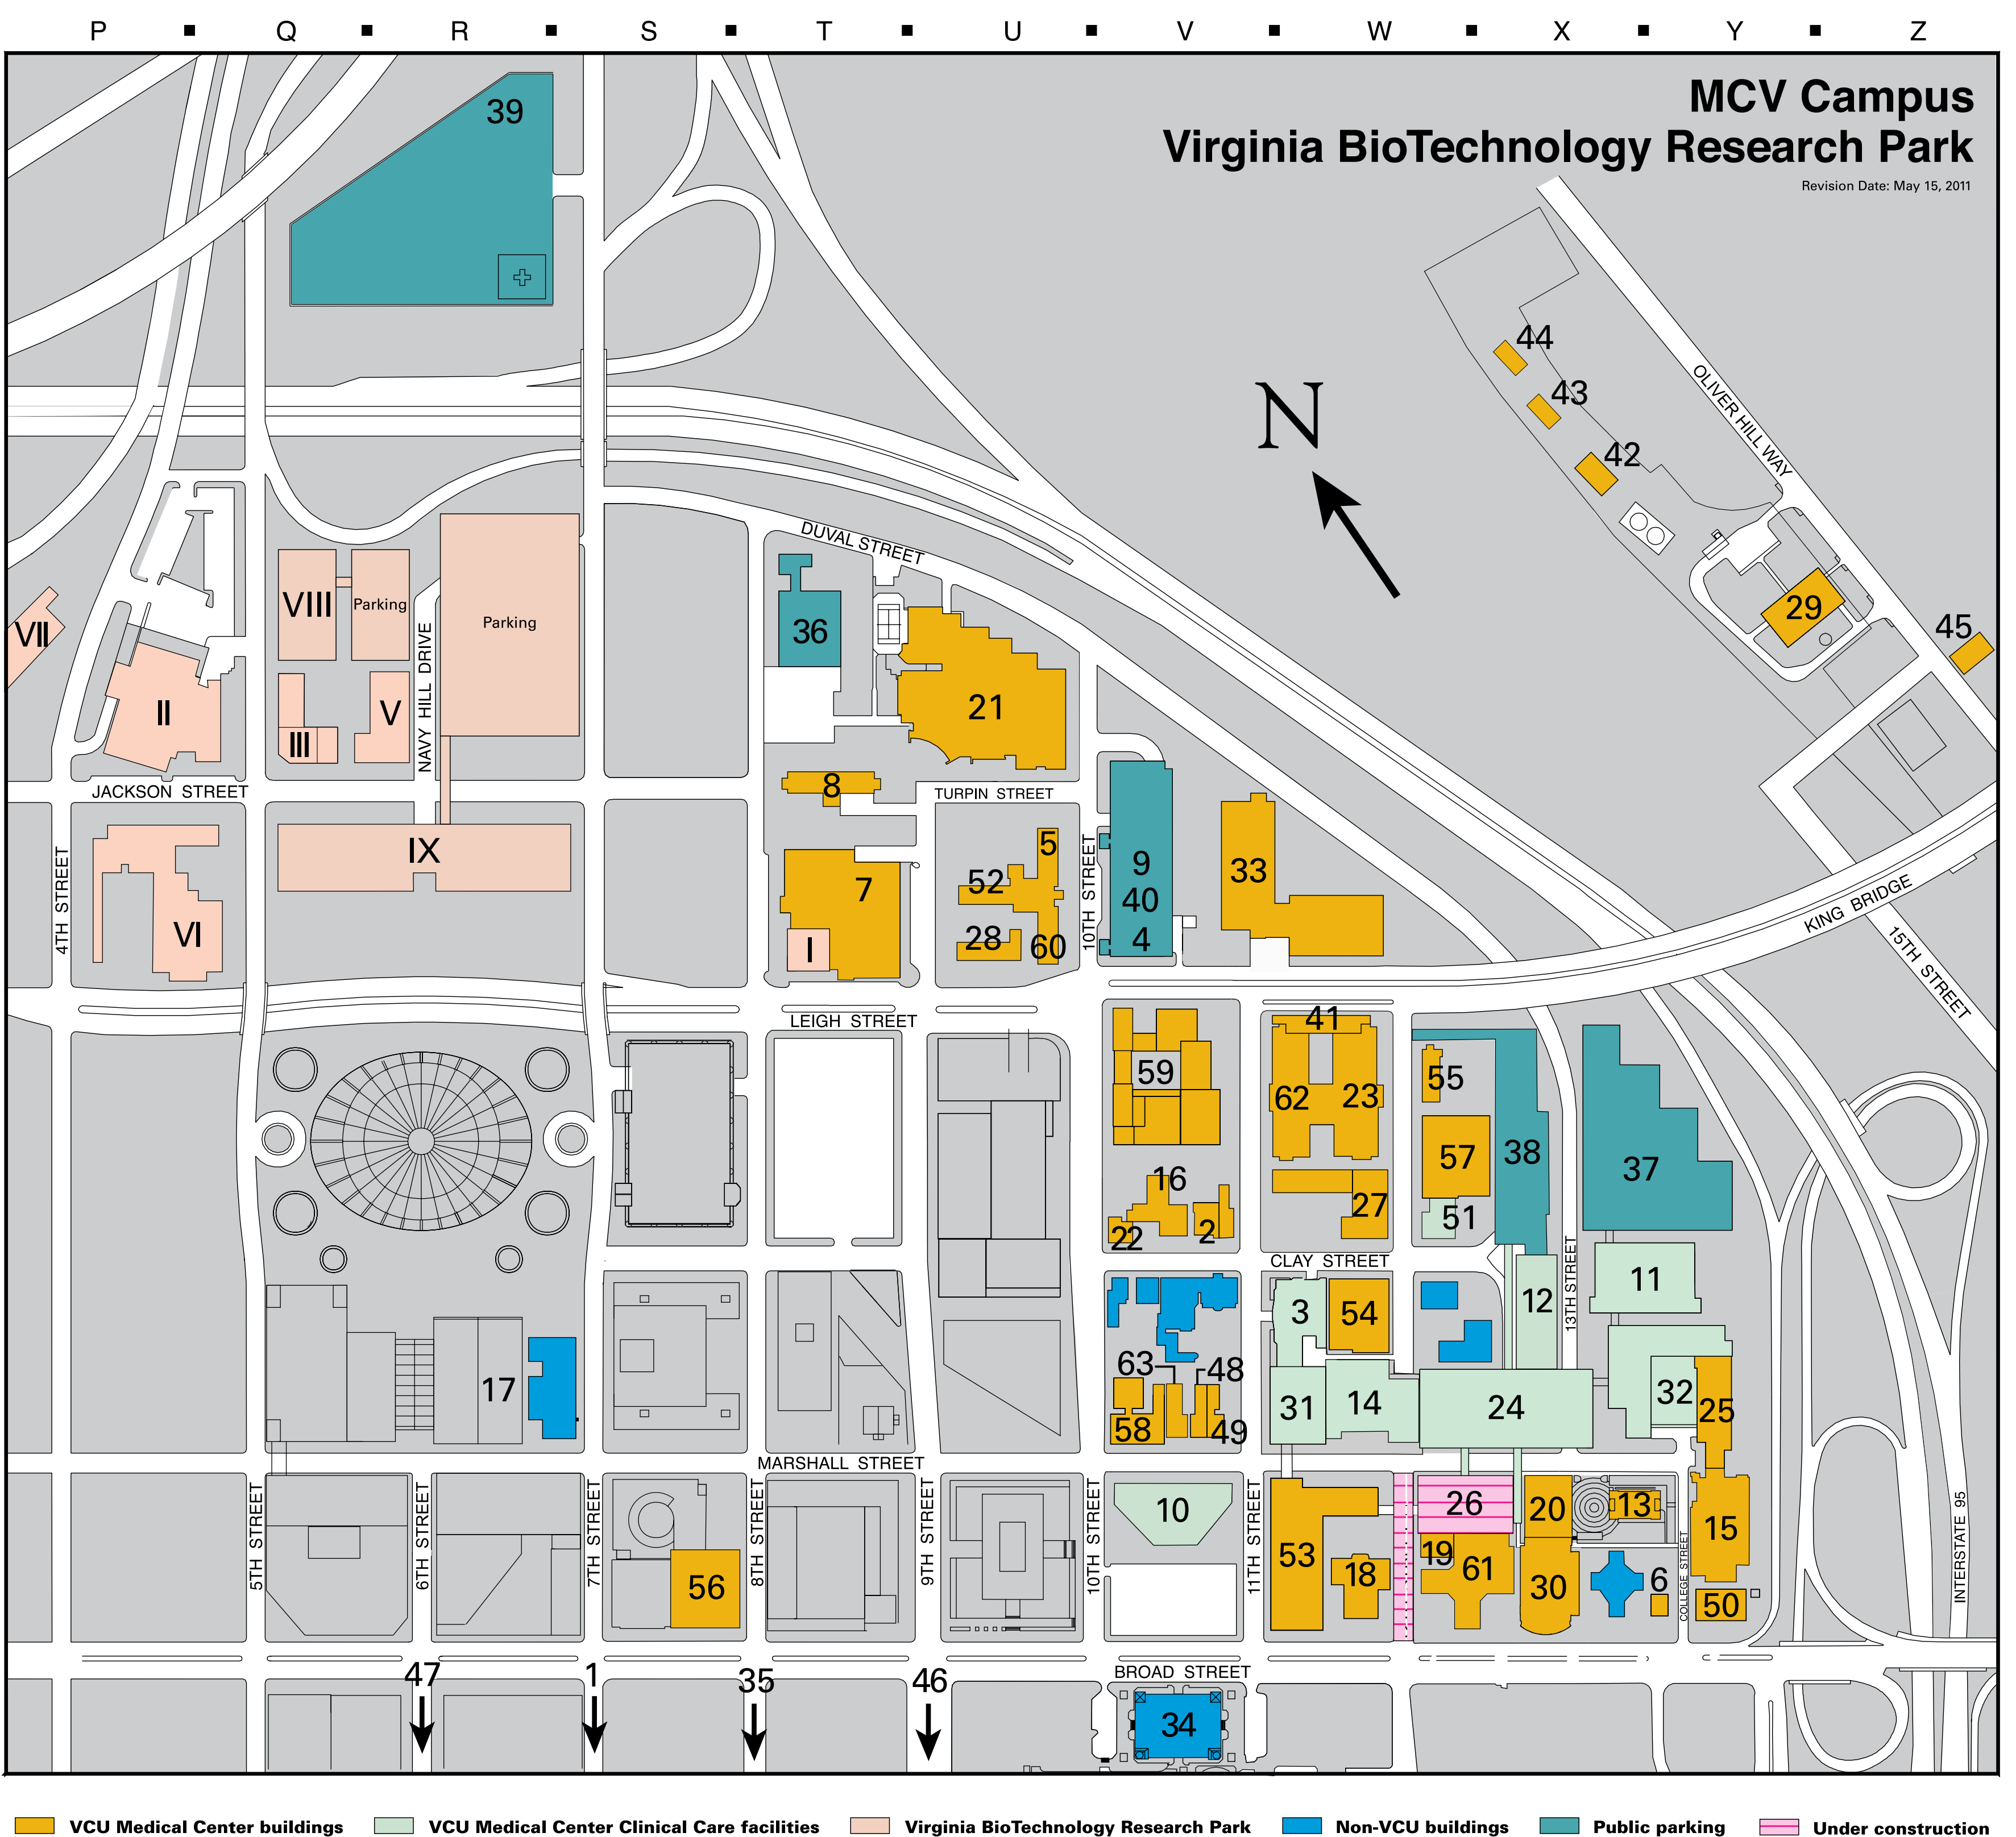 P ■ Q ■ R ■ S ■ T ■ U ■ V ■ W ■ X ■ Y ■ Z
MCV Campus
Virginia BioTechnology Research Park
Revision Date: May 15, 2011
39
44
43
42
OLIVER HILL WAY
N
29
45
DUVAL STREET
VIII
Parking
Parking
VII
II
III
V
NAVY HILL DRIVE
36
21
8
JACKSON STREET
TURPIN STREET
IX
4TH STREET
VI
7
I
5
52
28
60
10TH STREET
9
40
4
33
KING BRIDGE
15TH STREET
LEIGH STREET
41
59
62
23
55
57
38
37
16
22
2
27
51
CLAY STREET
13TH STREET
11
3
54
12
17
63
48
58
49
31
14
24
32
25
MARSHALL STREET
5TH STREET
6TH STREET
7TH STREET
8TH STREET
9TH STREET
10TH STREET
11TH STREET
10
26
20
13
15
53
18
19
61
30
6
50
56
COLLEGE STREET
INTERSTATE 95
47
1
35
46
BROAD STREET
34
VCU Medical Center buildings
VCU Medical Center Clinical Care facilities
Virginia BioTechnology Research Park
Non-VCU buildings
Public parking
Under construction